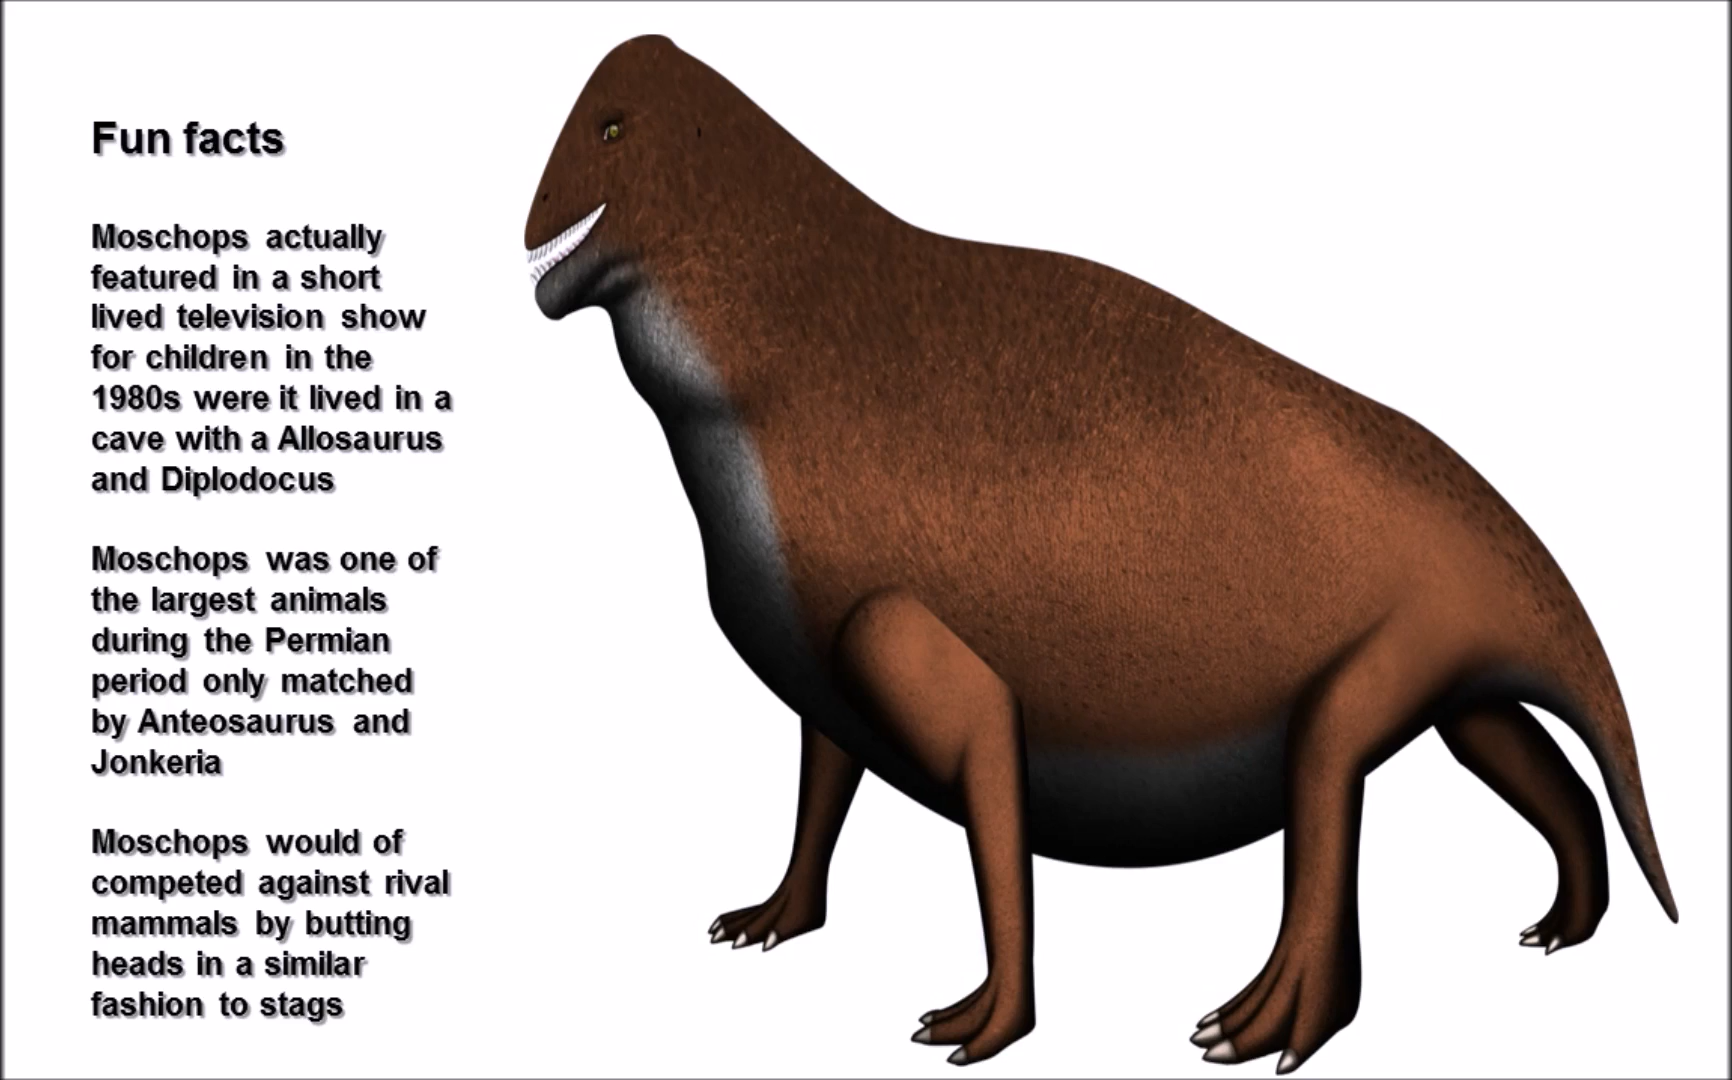 Fun facts
Moschops actually
featured in a short
lived television show
for children in the
1980s were it lived in a
cave with a Allosaurus
and Diplodocus
Moschops was one of
the largest animals
during the Permian
period only matched
by Anteosaurus and
Jonkeria
Moschops would of
competed against rival
mammals by butting
heads in a similar
fashion to stags